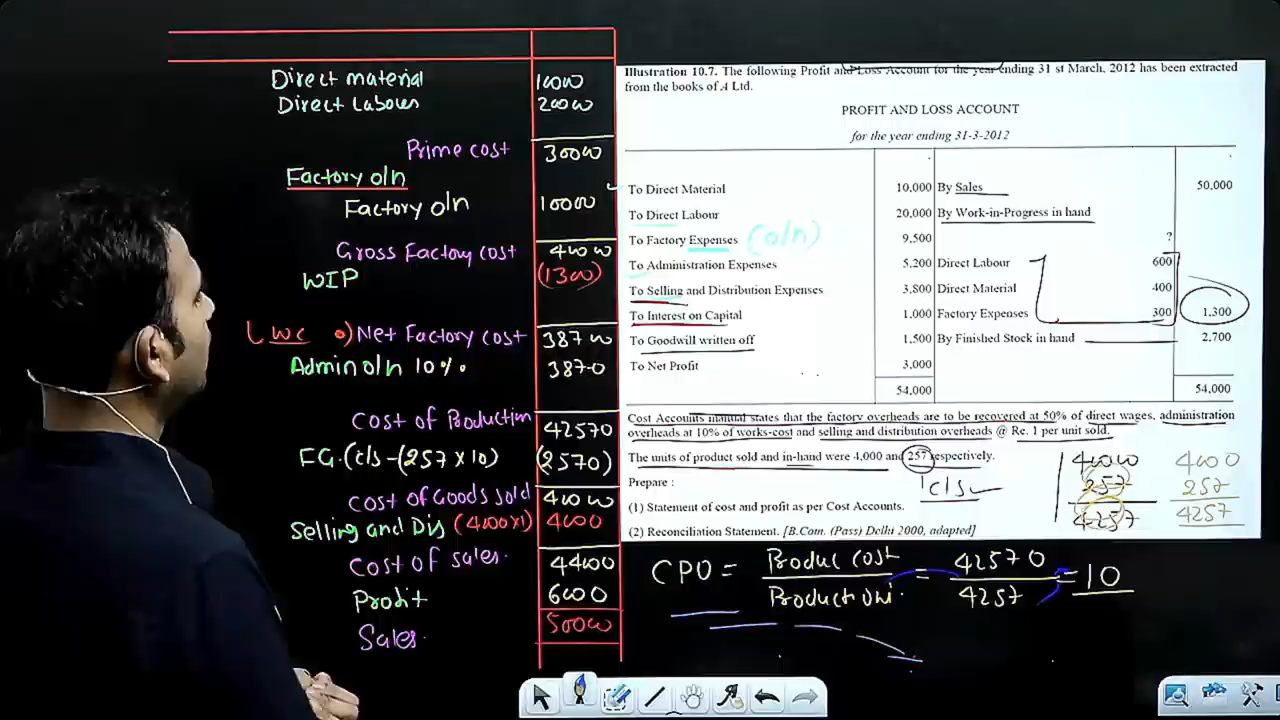 Direct material 10000
Direct Labour 20000
Prime cost 30000
Factory o/h
Factory o/h 10000
Gross Factory cost 40000
WIP (1300)
WC Net Factory cost 38700
Admin o/h 10% 3870
Cost of Production 42570
FG. C/s - (257 x 10) (2570)
Cost of Goods sold 40000
Selling and Dis (4000x1) 4000
Cost of sales. 44000
Profit 6000
Sales. 50000
Illustration 10.7. The following Profit and Loss Account for the year ending 31 st March, 2012 has been extracted
from the books of A Ltd.
PROFIT AND LOSS ACCOUNT
for the year ending 31-3-2012
To Direct Material 10,000 By Sales 50,000
To Direct Labour 20,000 By Work-in-Progress in hand
To Factory Expenses (o/h) 9,500 ?
To Administration Expenses 5,200 Direct Labour 600
To Selling and Distribution Expenses 3,800 Direct Material 400
To Interest on Capital 1,000 Factory Expenses 300 1.300
To Goodwill written off 1,500 By Finished Stock in hand 2.700
To Net Profit 3,000
54,000 54,000
Cost Accounts manual states that the factory overheads are to be recovered at 50% of direct wages, administration
overheads at 10% of works-cost and selling and distribution overheads @ Re. 1 per unit sold.
The units of product sold and in-hand were 4,000 and 257 respectively.
Prepare :
(1) Statement of cost and profit as per Cost Accounts.
(2) Reconciliation Statement. [B.Com. (Pass) Delhi 2000, adapted]
C/s
4000 4000
257 257
4257 4257
CPU = Produc cost = 42570 = 10
Production 4257